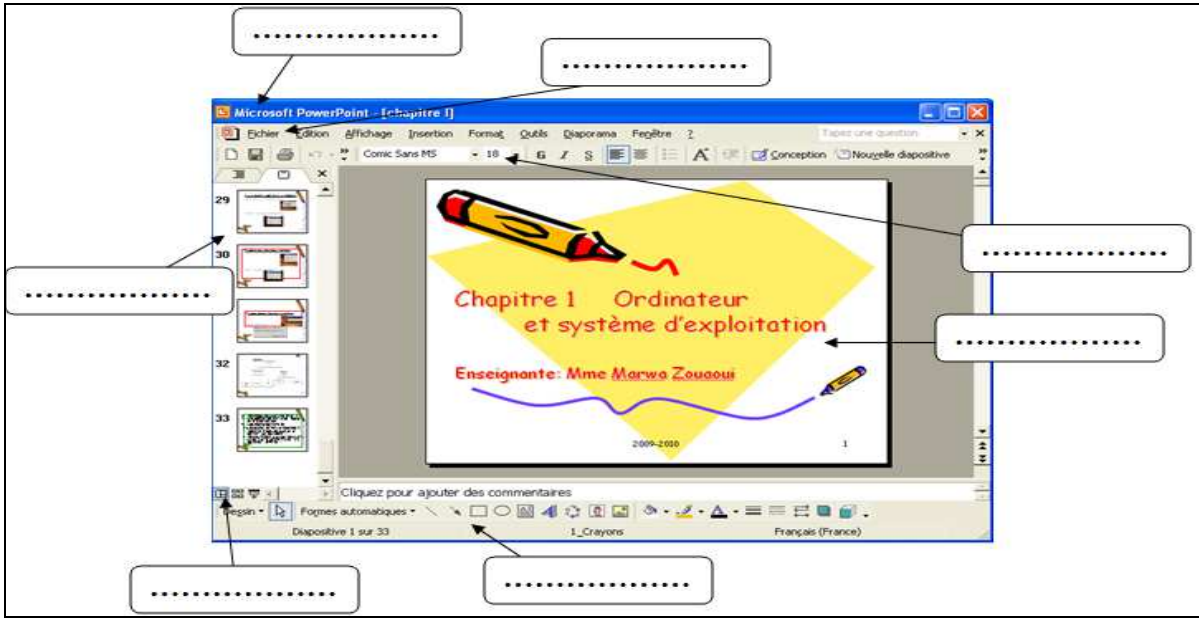 ..................
..................
Microsoft PowerPoint - [chapitre 1]
Fichier Edition Affichage Insertion Format Outils Diaporama Fenêtre ? Tapez une question
Comic Sans MS 18 G I S Conception Nouvelle diapositive
29
30
32
33
Chapitre 1 Ordinateur
et système d'exploitation
Enseignante: Mme Marwa Zouaoui
2009-2010 1
..................
..................
..................
Cliquez pour ajouter des commentaires
Dessin Formes automatiques
Diapositive 1 sur 33 1_Crayons Français (France)
..................
..................